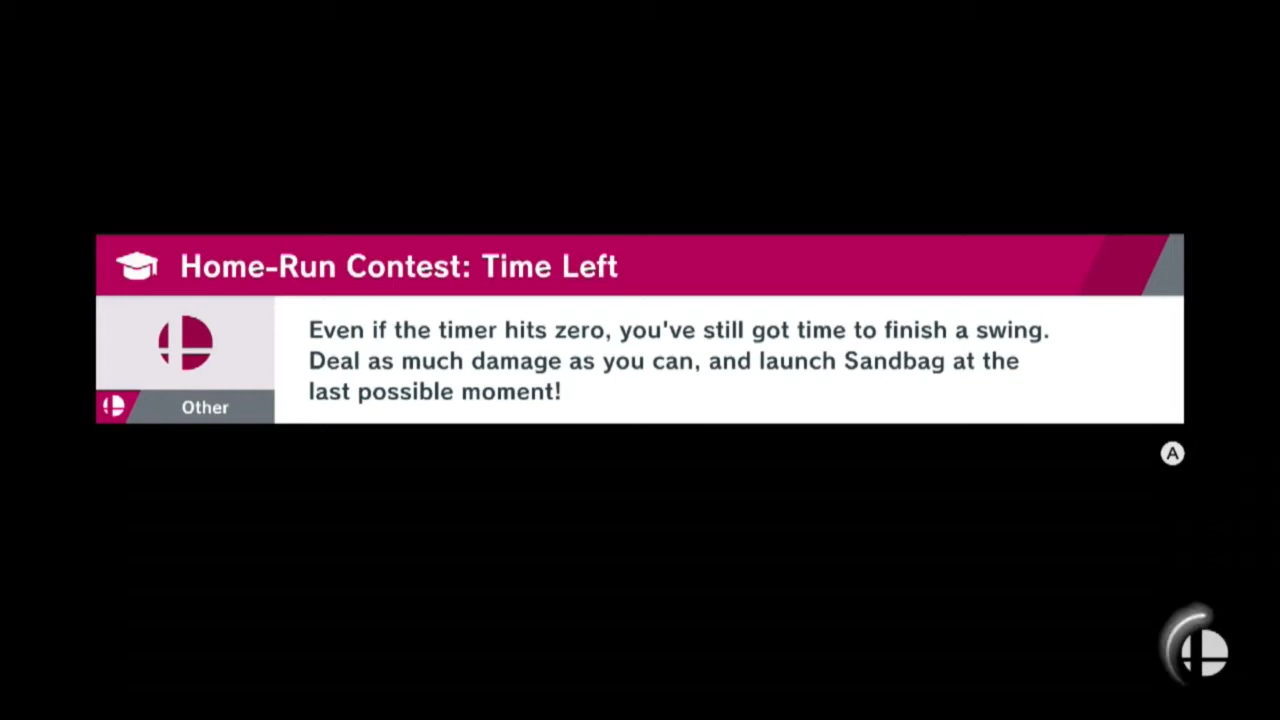 Home-Run Contest: Time Left
Even if the timer hits zero, you've still got time to finish a swing.
Deal as much damage as you can, and launch Sandbag at the
last possible moment!
Other
A